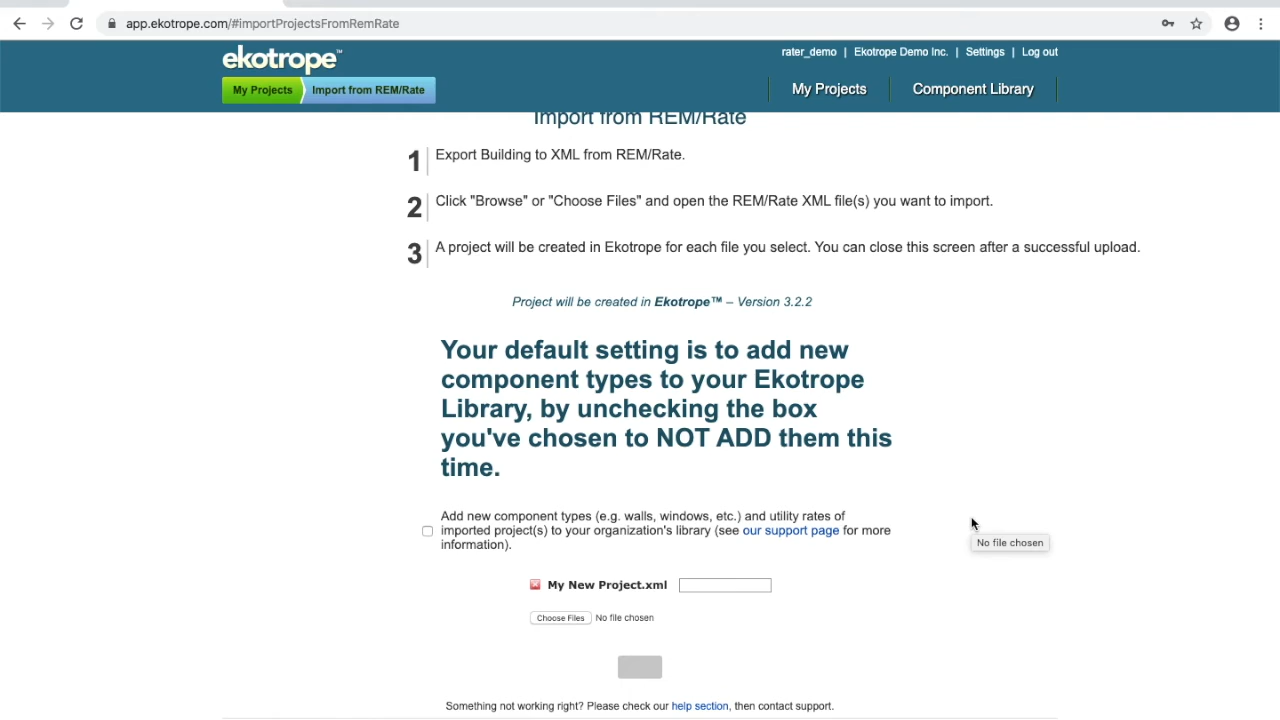 app.ekotrope.com/#importProjectsFromRemRate
ekotrope™
rater_demo | Ekotrope Demo Inc. | Settings | Log out
My Projects
Import from REM/Rate
My Projects
Component Library
Import from REM/Rate
1 Export Building to XML from REM/Rate.
2 Click "Browse" or "Choose Files" and open the REM/Rate XML file(s) you want to import.
3 A project will be created in Ekotrope for each file you select. You can close this screen after a successful upload.
Project will be created in Ekotrope™ – Version 3.2.2
Your default setting is to add new
component types to your Ekotrope
Library, by unchecking the box
you've chosen to NOT ADD them this
time.
Add new component types (e.g. walls, windows, etc.) and utility rates of
imported project(s) to your organization's library (see our support page for more
information).
No file chosen
My New Project.xml
Choose Files No file chosen
Something not working right? Please check our help section, then contact support.